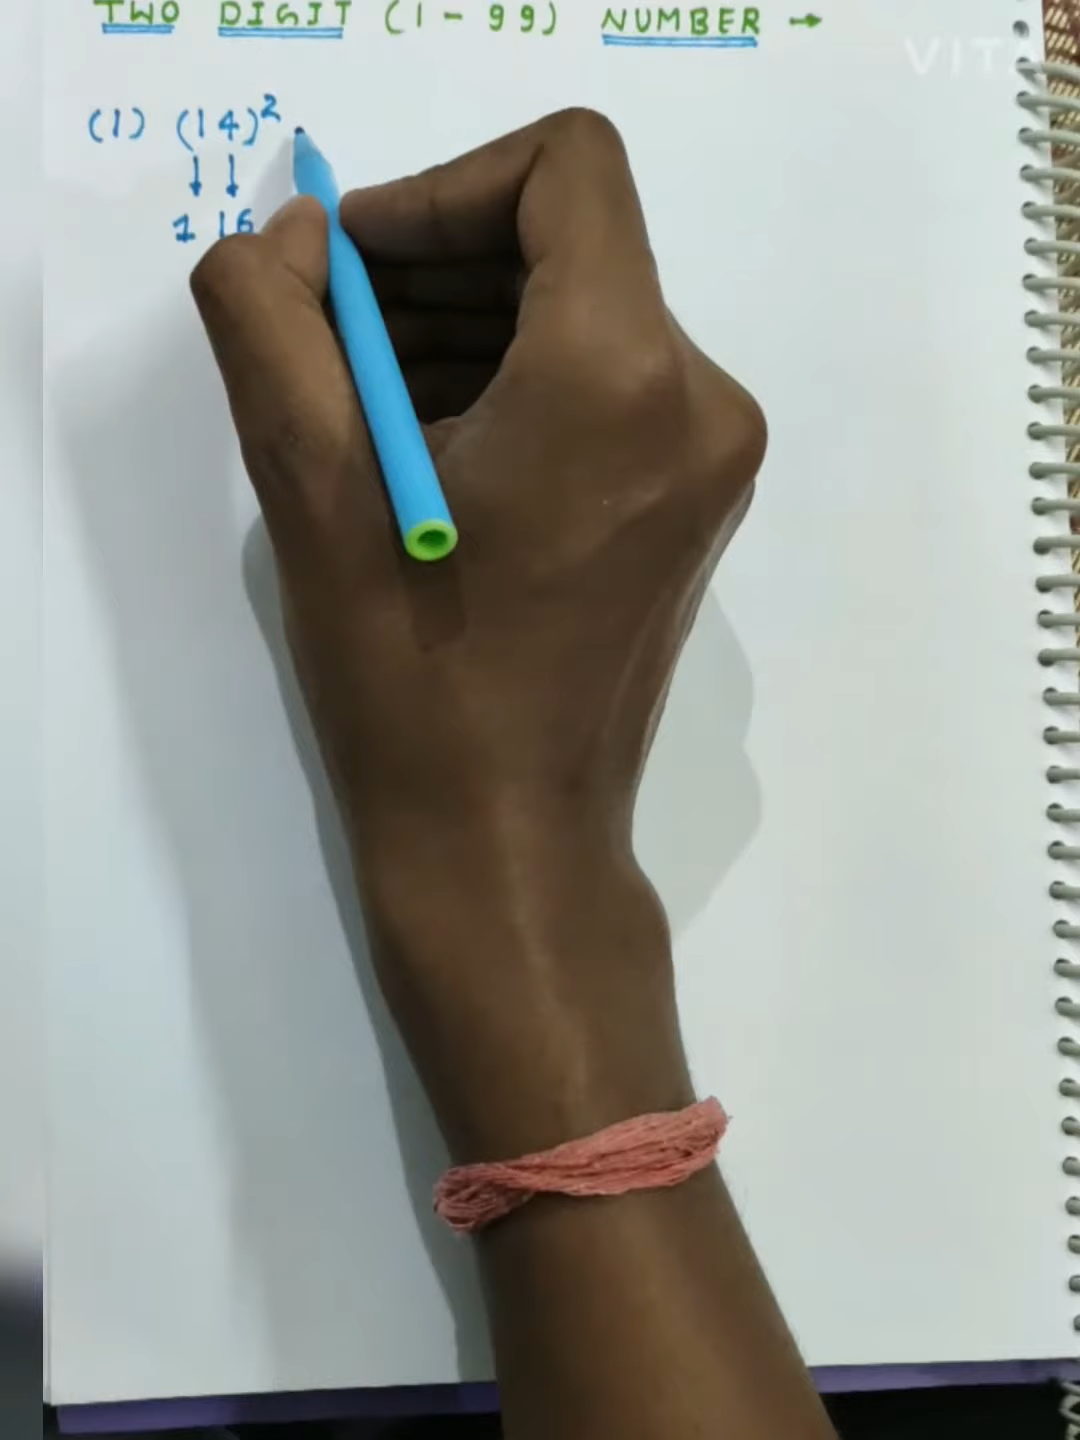 TWO DIGIT (1 - 99) NUMBER →
(1) (14)²
↓ ↓
1 16